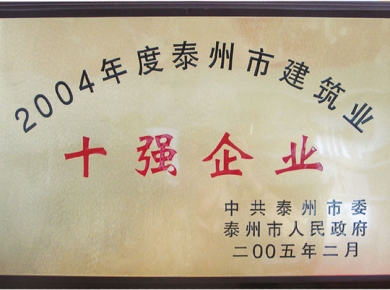 2004年度泰州市建筑业
十强企业
中共泰州市委
泰州市人民政府
二00五年二月